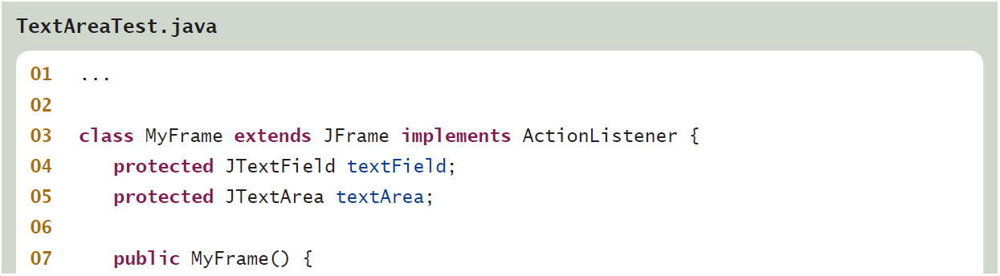 TextAreaTest.java
01 ...
02
03 class MyFrame extends JFrame implements ActionListener {
04 protected JTextField textField;
05 protected JTextArea textArea;
06
07 public MyFrame() {